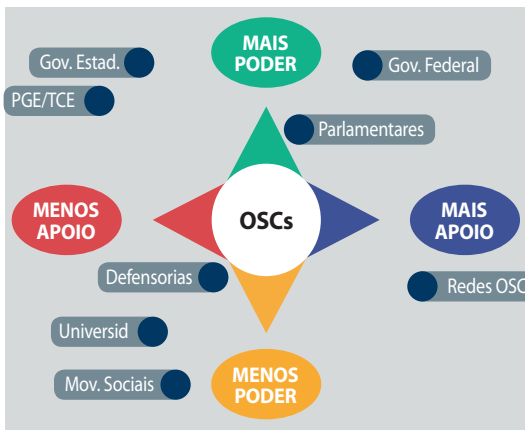 MAIS
PODER
Gov. Estad.
Gov. Federal
PGE/TCE
Parlamentares
MENOS
APOIO
OSCs
MAIS
APOIO
Defensorias
Redes OSC
Universid
Mov. Sociais
MENOS
PODER